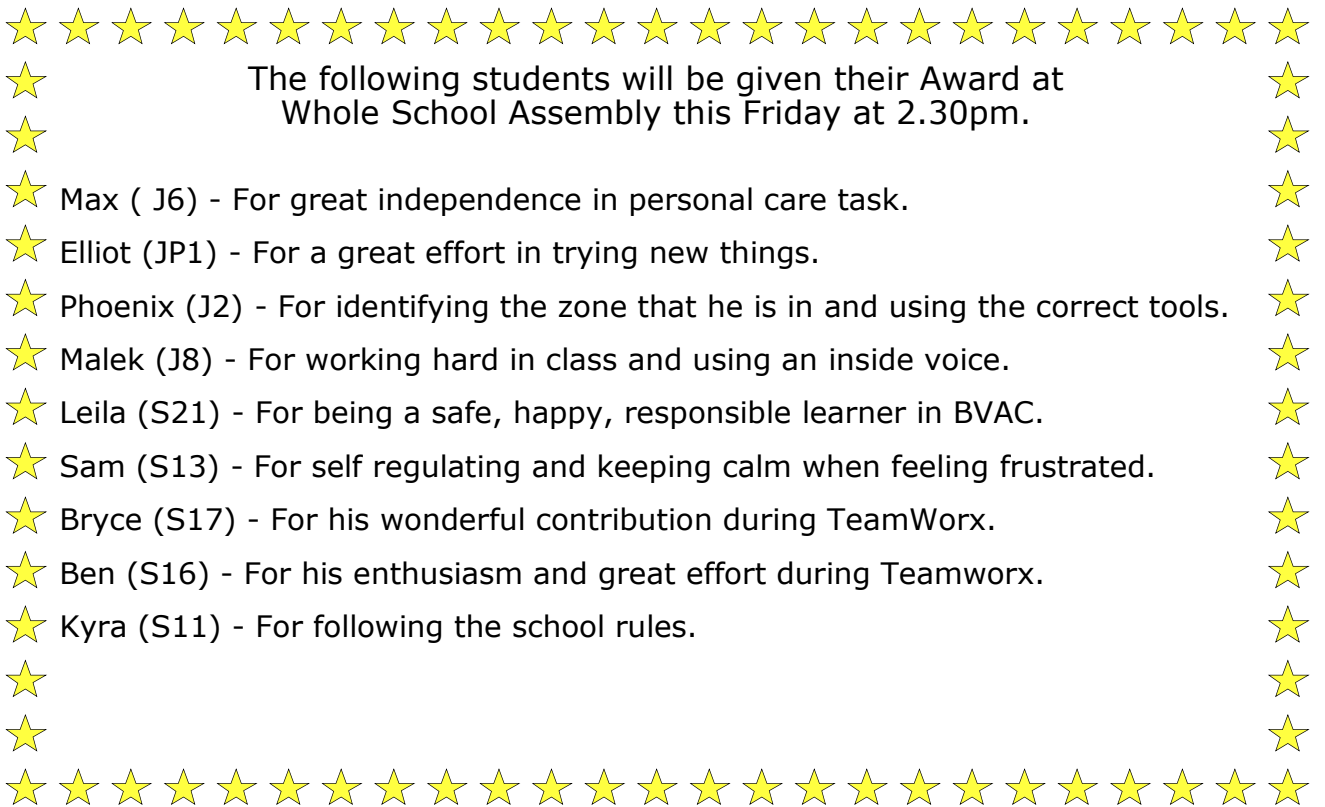 The following students will be given their Award at
Whole School Assembly this Friday at 2.30pm.
Max ( J6) - For great independence in personal care task.
Elliot (JP1) - For a great effort in trying new things.
Phoenix (J2) - For identifying the zone that he is in and using the correct tools.
Malek (J8) - For working hard in class and using an inside voice.
Leila (S21) - For being a safe, happy, responsible learner in BVAC.
Sam (S13) - For self regulating and keeping calm when feeling frustrated.
Bryce (S17) - For his wonderful contribution during TeamWorx.
Ben (S16) - For his enthusiasm and great effort during Teamworx.
Kyra (S11) - For following the school rules.